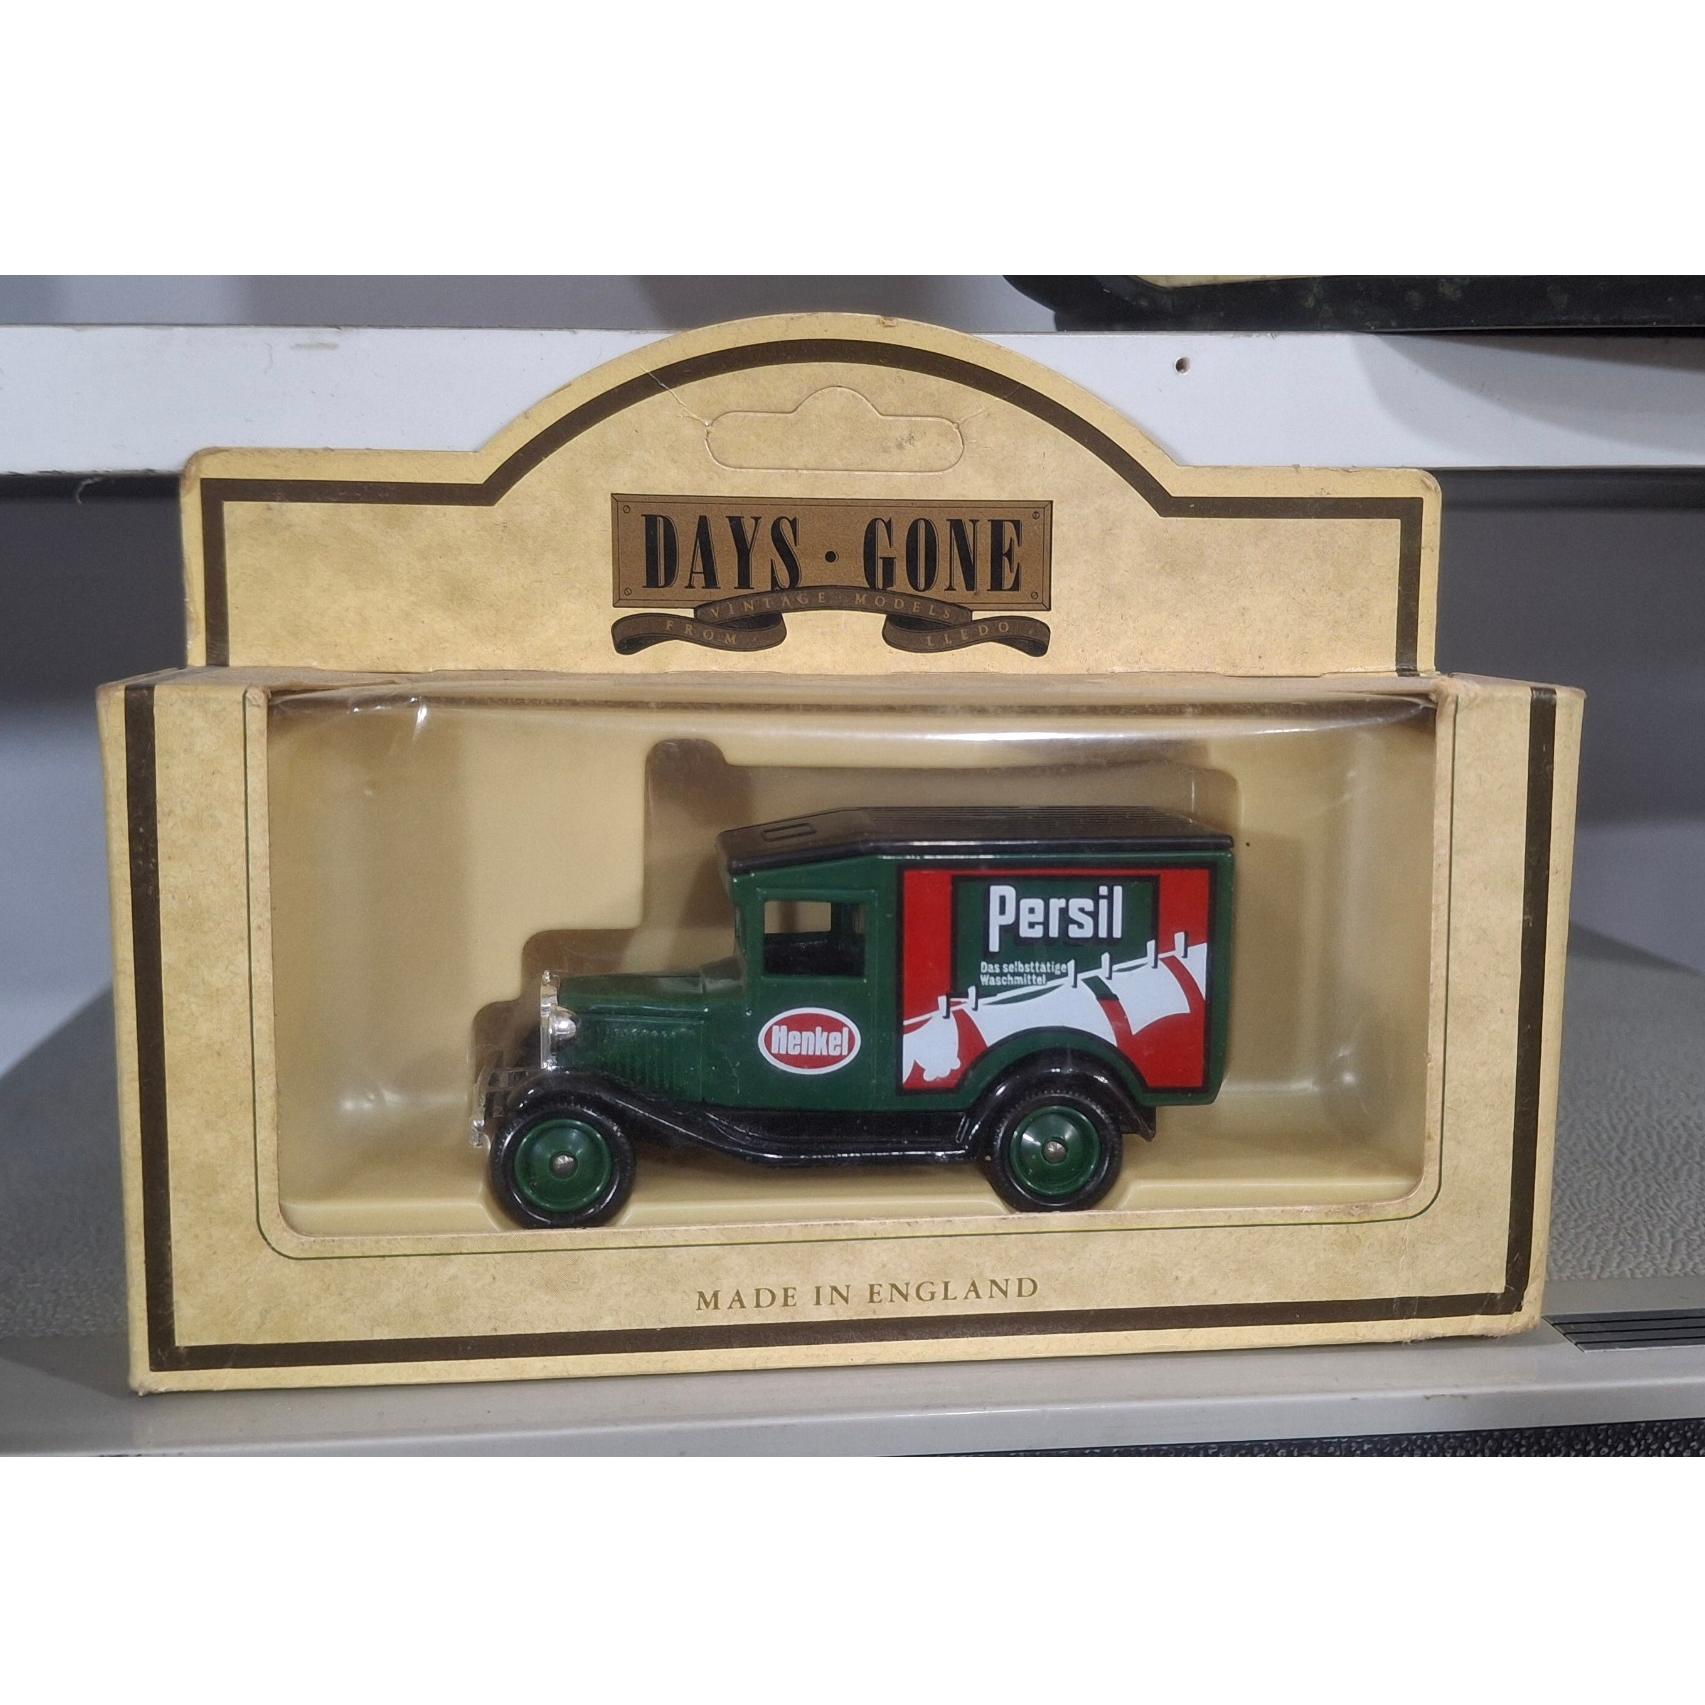 DAYS · GONE
VINTAGE MODELS
FROM LLEDO
Persil
Das selbsttätige
Waschmittel
Henkel
MADE IN ENGLAND